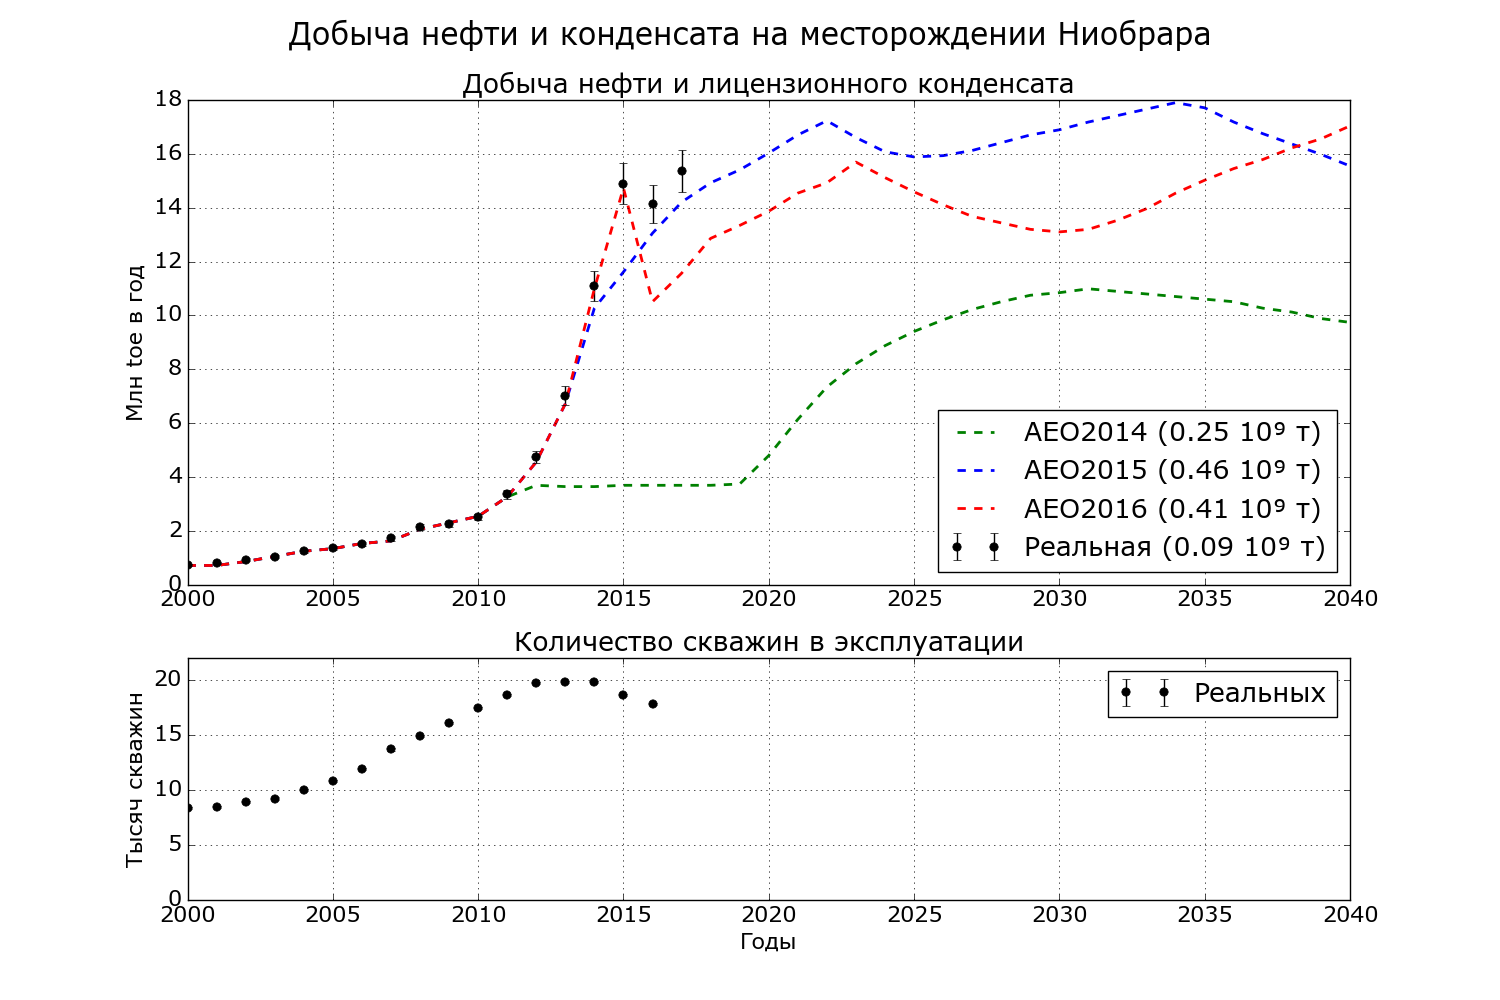 Добыча нефти и конденсата на месторождении Ниобрара
Добыча нефти и лицензионного конденсата
Млн toe в год
18
16
14
12
10
8
6
4
2
0
AEO2014 (0.25 10⁹ т)
AEO2015 (0.46 10⁹ т)
AEO2016 (0.41 10⁹ т)
Реальная (0.09 10⁹ т)
2000 2005 2010 2015 2020 2025 2030 2035 2040
Количество скважин в эксплуатации
Тысяч скважин
20
15
10
5
0
Реальных
2000 2005 2010 2015 2020 2025 2030 2035 2040
Годы